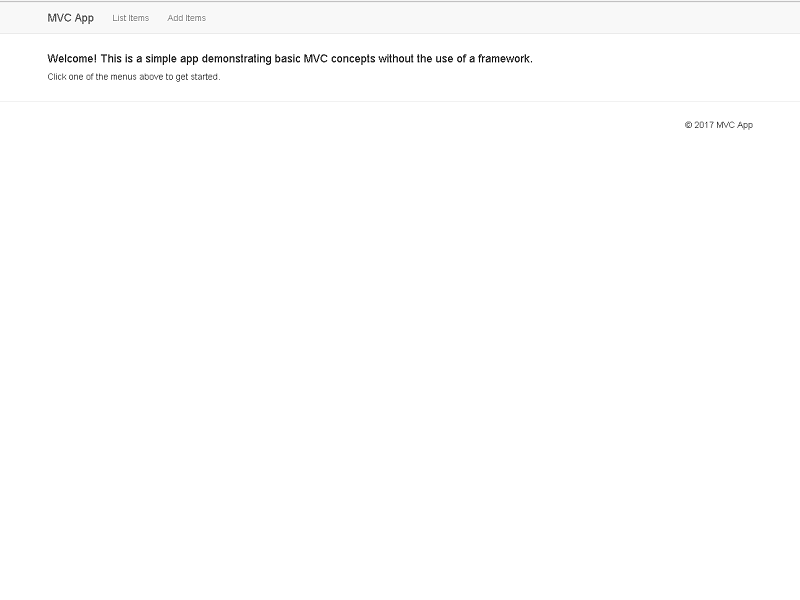 MVC App List Items Add Items
Welcome! This is a simple app demonstrating basic MVC concepts without the use of a framework.
Click one of the menus above to get started.
© 2017 MVC App